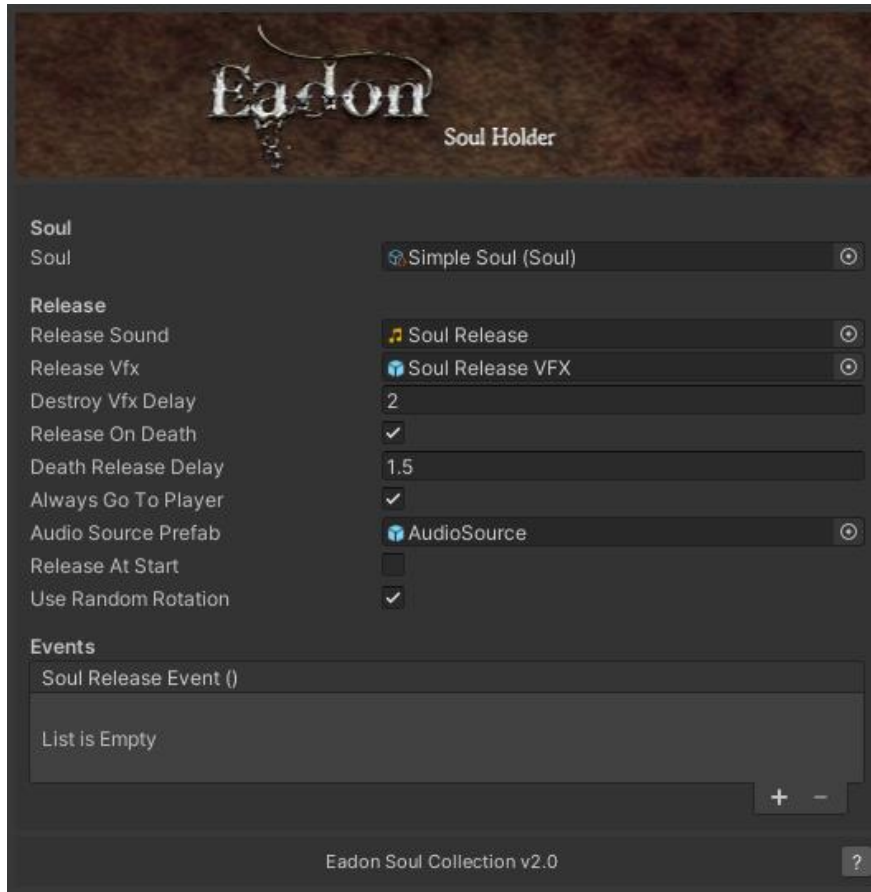 Eadon
Soul Holder
Soul
Soul Simple Soul (Soul)
Release
Release Sound Soul Release
Release Vfx Soul Release VFX
Destroy Vfx Delay 2
Release On Death
Death Release Delay 1.5
Always Go To Player
Audio Source Prefab AudioSource
Release At Start
Use Random Rotation
Events
Soul Release Event ()
List is Empty
+ −
Eadon Soul Collection v2.0 ?